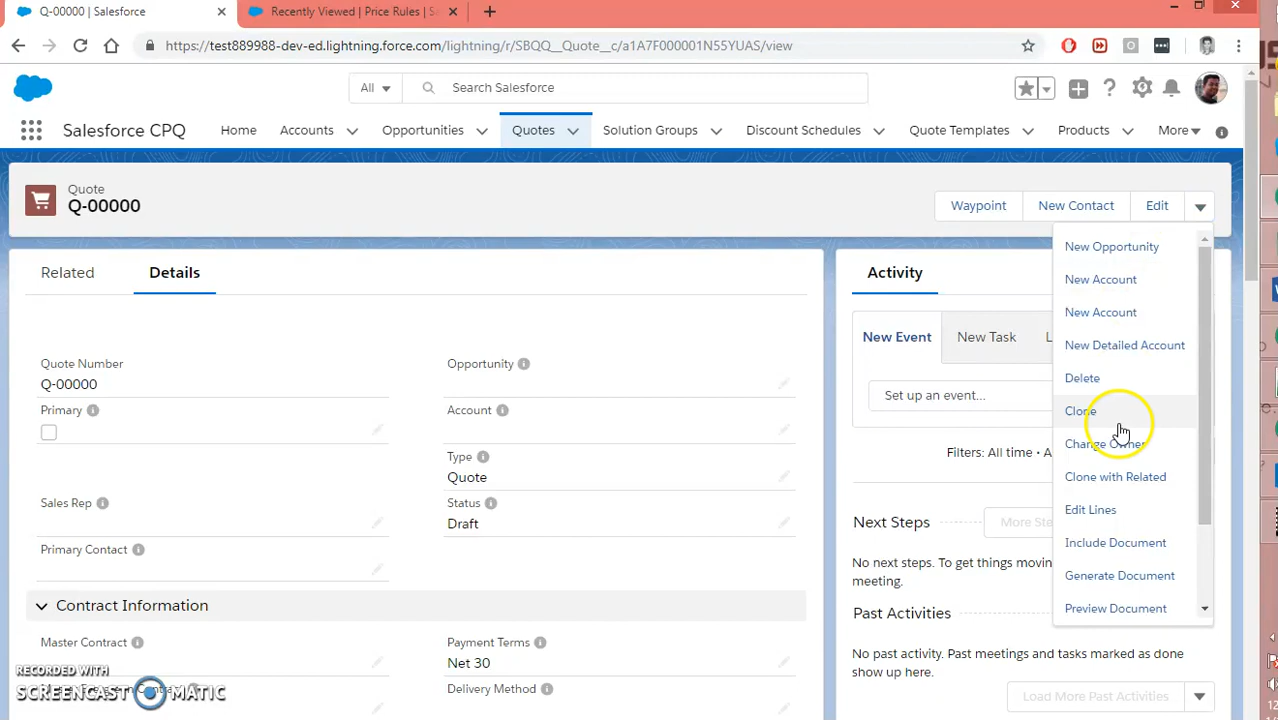 Q-00000 | Salesforce
Recently Viewed | Price Rules | S
https://test889988-dev-ed.lightning.force.com/lightning/r/SBQQ__Quote__c/a1A7F000001N55YUAS/view
All
Search Salesforce
Salesforce CPQ
Home
Accounts
Opportunities
Quotes
Solution Groups
Discount Schedules
Quote Templates
Products
More
Quote
Q-00000
Waypoint
New Contact
Edit
New Opportunity
New Account
New Account
New Detailed Account
Delete
Clone
Change Owner
Clone with Related
Edit Lines
Include Document
Generate Document
Preview Document
Related
Details
Quote Number
Q-00000
Primary
Sales Rep
Primary Contact
Opportunity
Account
Type
Quote
Status
Draft
Contract Information
Master Contract
Payment Terms
Net 30
Delivery Method
Activity
New Event
New Task
L
Set up an event...
Filters: All time • A
Next Steps
More Ste
No next steps. To get things movin
meeting.
Past Activities
No past activity. Past meetings and tasks marked as done
show up here.
Load More Past Activities
RECORDED WITH
SCREENCAST MATIC